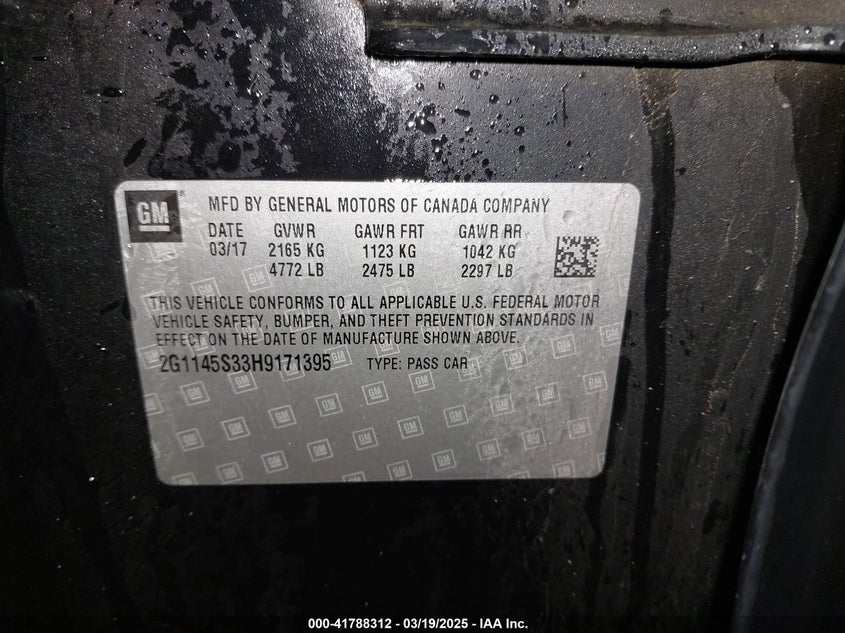 GM ® MFD BY GENERAL MOTORS OF CANADA COMPANY
DATE GVWR GAWR FRT GAWR RR
03/17 2165 KG 1123 KG 1042 KG
4772 LB 2475 LB 2297 LB
THIS VEHICLE CONFORMS TO ALL APPLICABLE U.S. FEDERAL MOTOR
VEHICLE SAFETY, BUMPER, AND THEFT PREVENTION STANDARDS IN
EFFECT ON THE DATE OF MANUFACTURE SHOWN ABOVE.
2G1145S33H9171395 TYPE: PASS CAR
000-41788312 - 03/19/2025 - IAA Inc.